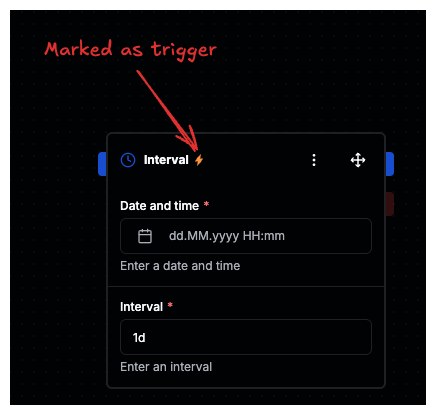 Marked as trigger
Interval
Date and time *
dd.MM.yyyy HH:mm
Enter a date and time
Interval *
1d
Enter an interval